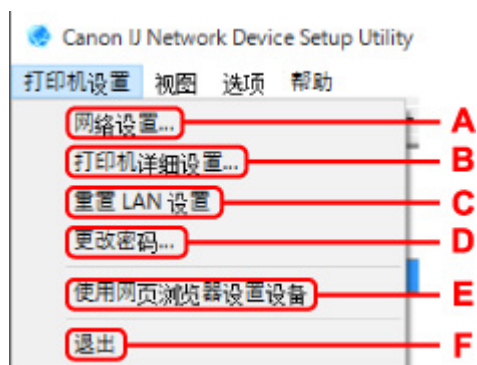 Canon IJ Network Device Setup Utility
打印机设置 视图 选项 帮助
网络设置... A
打印机详细设置... B
重置 LAN 设置 C
更改密码... D
使用网页浏览器设置设备 E
退出 F